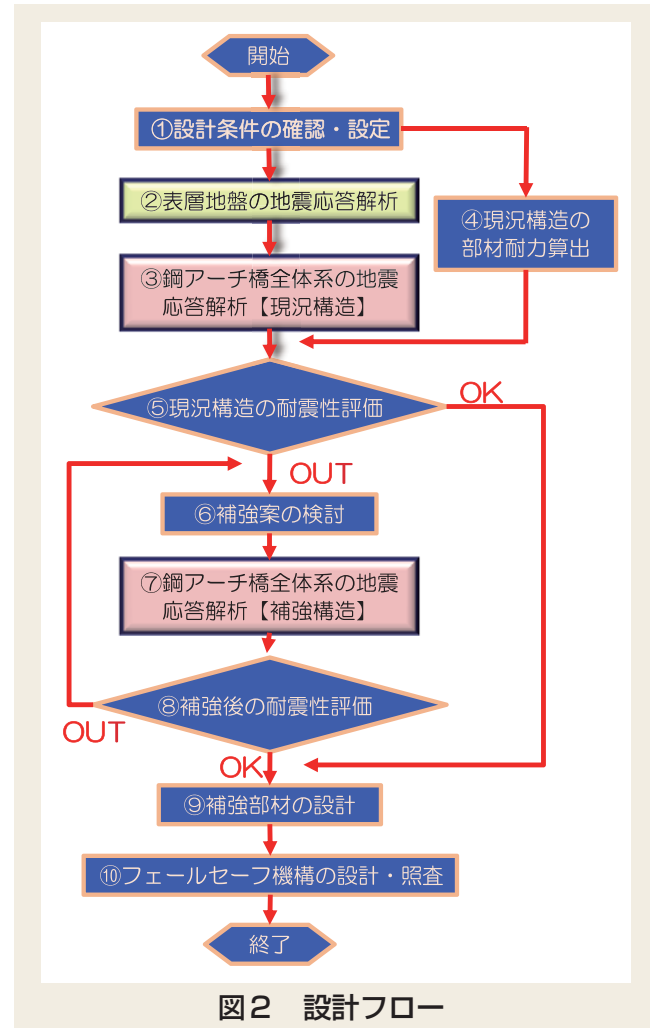 開始
①設計条件の確認・設定
②表層地盤の地震応答解析
③鋼アーチ橋全体系の地震
応答解析【現況構造】
④現況構造の
部材耐力算出
⑤現況構造の耐震性評価
OK
OUT
⑥補強案の検討
⑦鋼アーチ橋全体系の地震
応答解析【補強構造】
⑧補強後の耐震性評価
OUT
OK
⑨補強部材の設計
⑩フェールセーフ機構の設計・照査
終了
図2 設計フロー